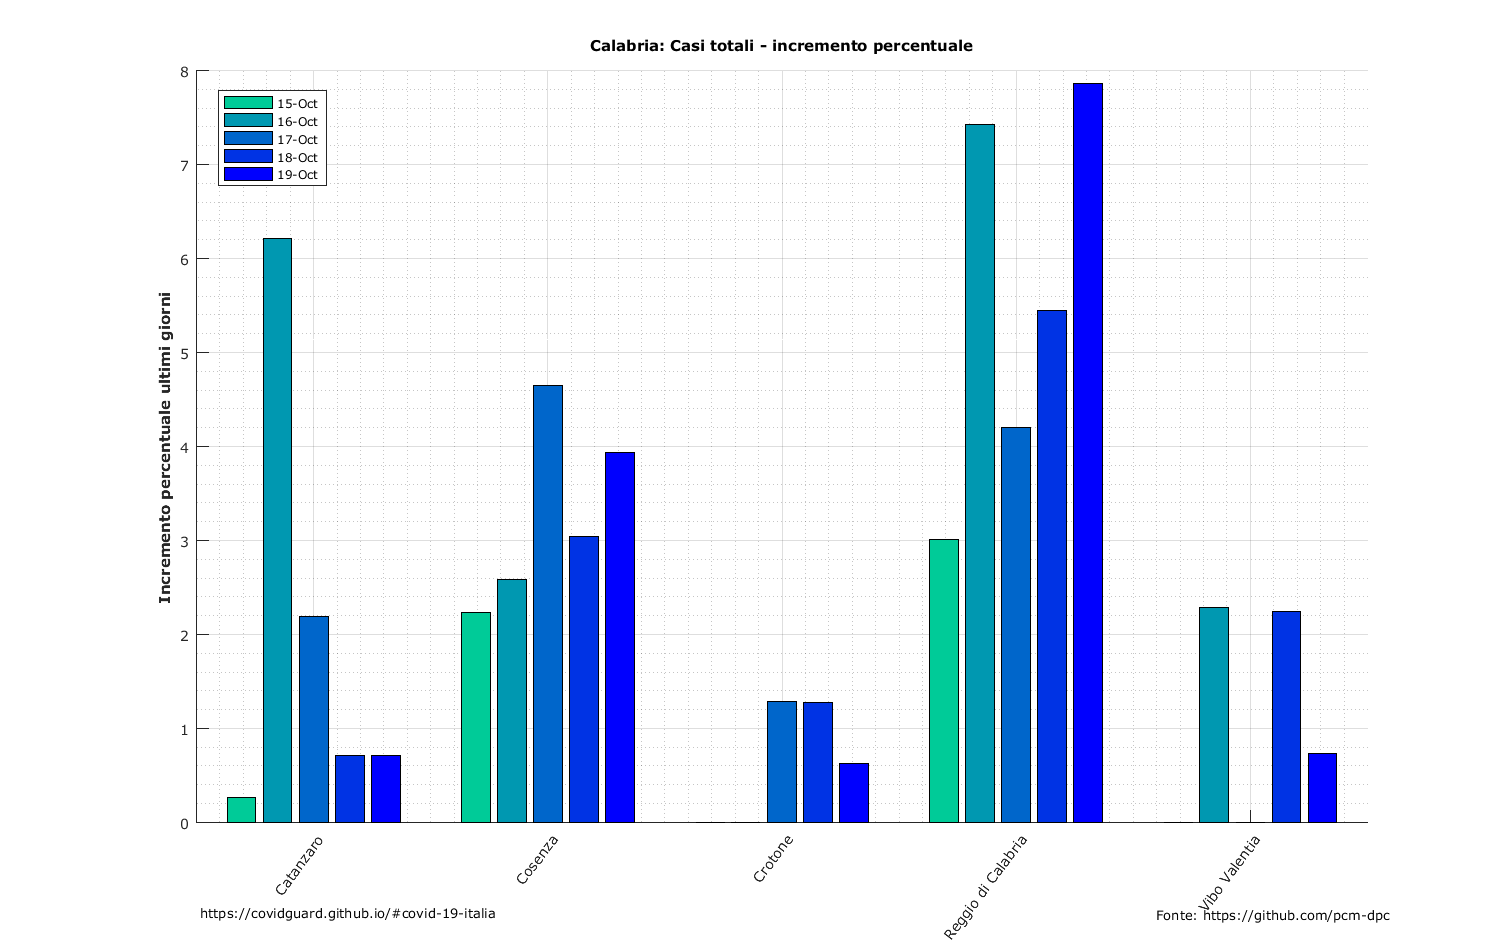 Calabria: Casi totali - incremento percentuale
8
7
6
5
4
3
2
1
0
Incremento percentuale ultimi giorni
15-Oct
16-Oct
17-Oct
18-Oct
19-Oct
Catanzaro
Cosenza
Crotone
Reggio di Calabria
Vibo Valentia
https://covidguard.github.io/#covid-19-italia
Fonte: https://github.com/pcm-dpc